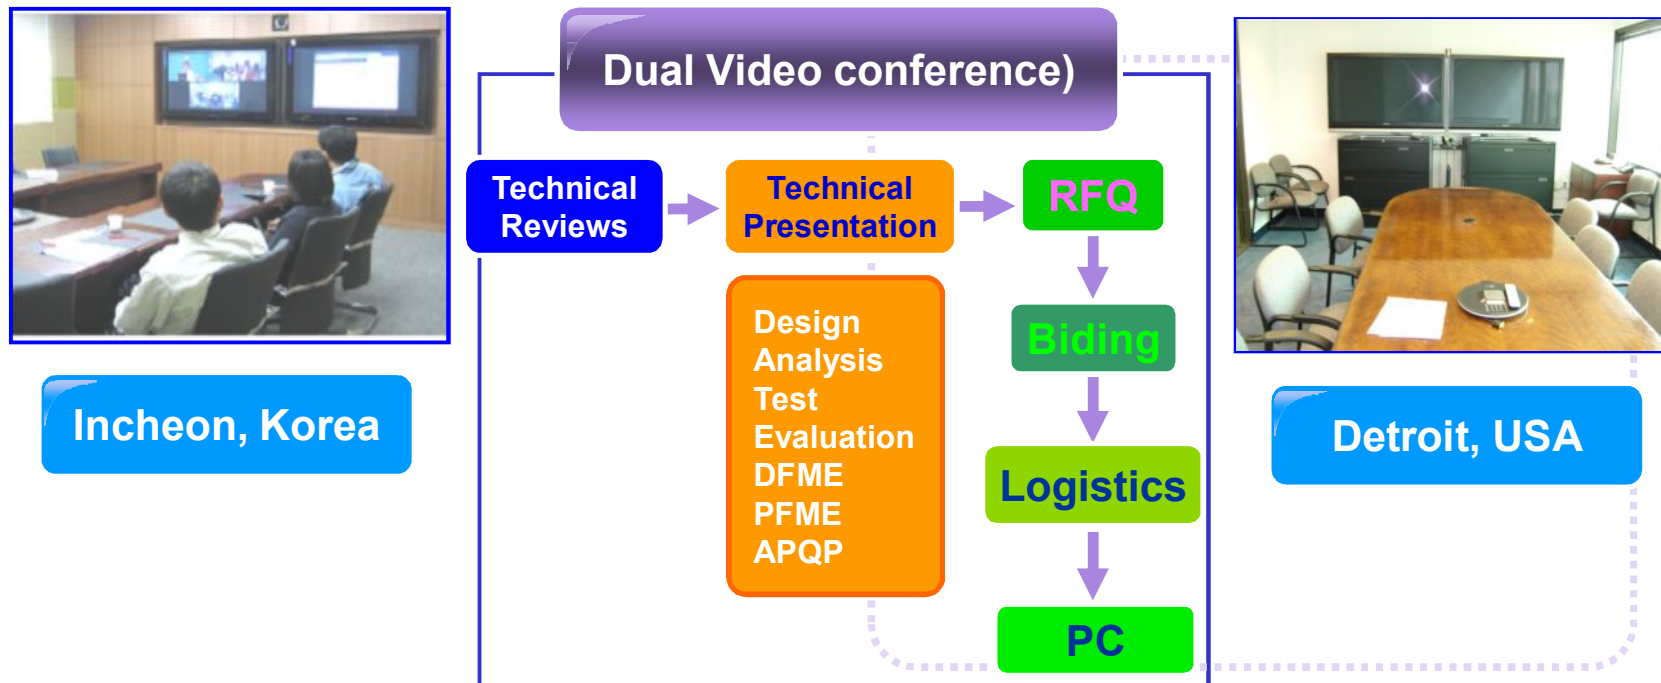 Dual Video conference)
Technical
Reviews
Technical
Presentation
RFQ
Design
Analysis
Test
Evaluation
DFME
PFME
APQP
Biding
Logistics
PC
Incheon, Korea
Detroit, USA